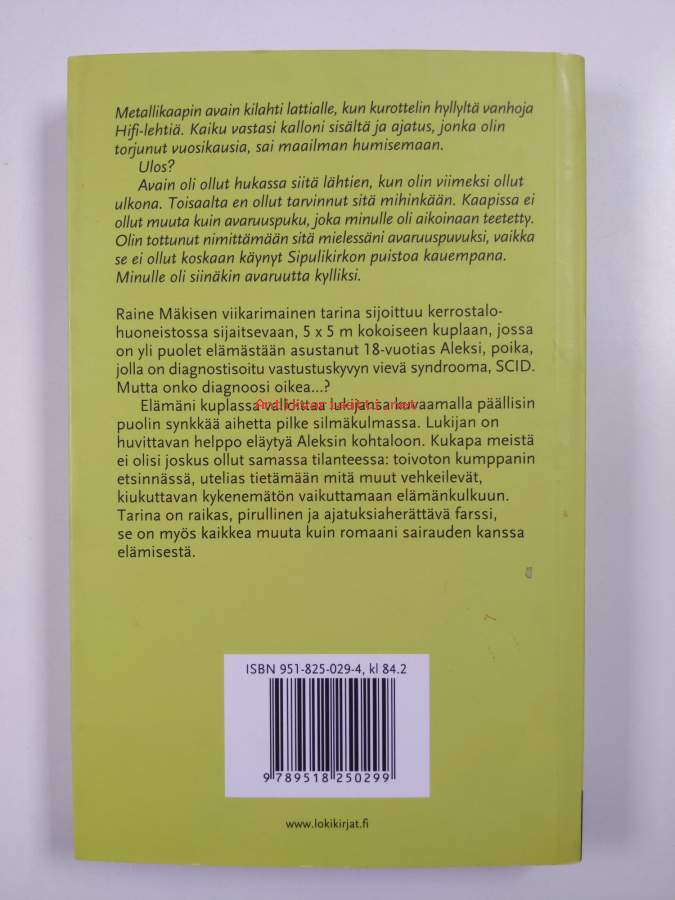 Metallikaapin avain kilahti lattialle, kun kurottelin hyllyltä vanhoja
Hifi-lehtiä. Kaiku vastasi kalloni sisältä ja ajatus, jonka olin
torjunut vuosikausia, sai maailman humisemaan.
Ulos?
Avain oli ollut hukassa siitä lähtien, kun olin viimeksi ollut
ulkona. Toisaalta en ollut tarvinnut sitä mihinkään. Kaapissa ei
ollut muuta kuin avaruuspuku, joka minulle oli aikoinaan teetetty.
Olin tottunut nimittämään sitä mielessäni avaruuspuvuksi, vaikka
se ei ollut koskaan käynyt Sipulikirkon puistoa kauempana.
Minulle oli siinäkin avaruutta kylliksi.
Raine Mäkisen viikarimainen tarina sijoittuu kerrostalo-
huoneistossa sijaitsevaan, 5 x 5 m kokoiseen kuplaan, jossa
on yli puolet elämästään asustanut 18-vuotias Aleksi, poika,
jolla on diagnostisoitu vastustuskyvyn vievä syndrooma, SCID.
Mutta onko diagnoosi oikea...?
Elämäni kuplassa valloittaa lukijansa kuvaamalla päällisin
Antikvariaatti.net
puolin synkkää aihetta pilke silmäkulmassa. Lukijan on
huvittavan helppo eläytyä Aleksin kohtaloon. Kukapa meistä
ei olisi joskus ollut samassa tilanteessa: toivoton kumppanin
etsinnässä, utelias tietämään mitä muut vehkeilevät,
kiukuttavan kykenemätön vaikuttamaan elämänkulkuun.
Tarina on raikas, pirullinen ja ajatuksiaherättävä farssi,
se on myös kaikkea muuta kuin romaani sairauden kanssa
elämisestä.
ISBN 951-825-029-4, kl 84.2
9 789518 250299
www.lokikirjat.fi